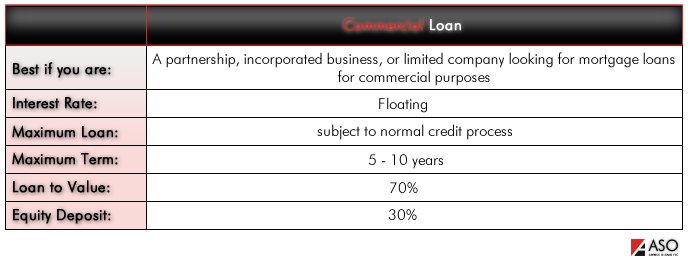 Commercial Loan
Best if you are:
A partnership, incorporated business, or limited company looking for mortgage loans
for commercial purposes
Interest Rate:
Floating
Maximum Loan:
subject to normal credit process
Maximum Term:
5 - 10 years
Loan to Value:
70%
Equity Deposit:
30%
ASO